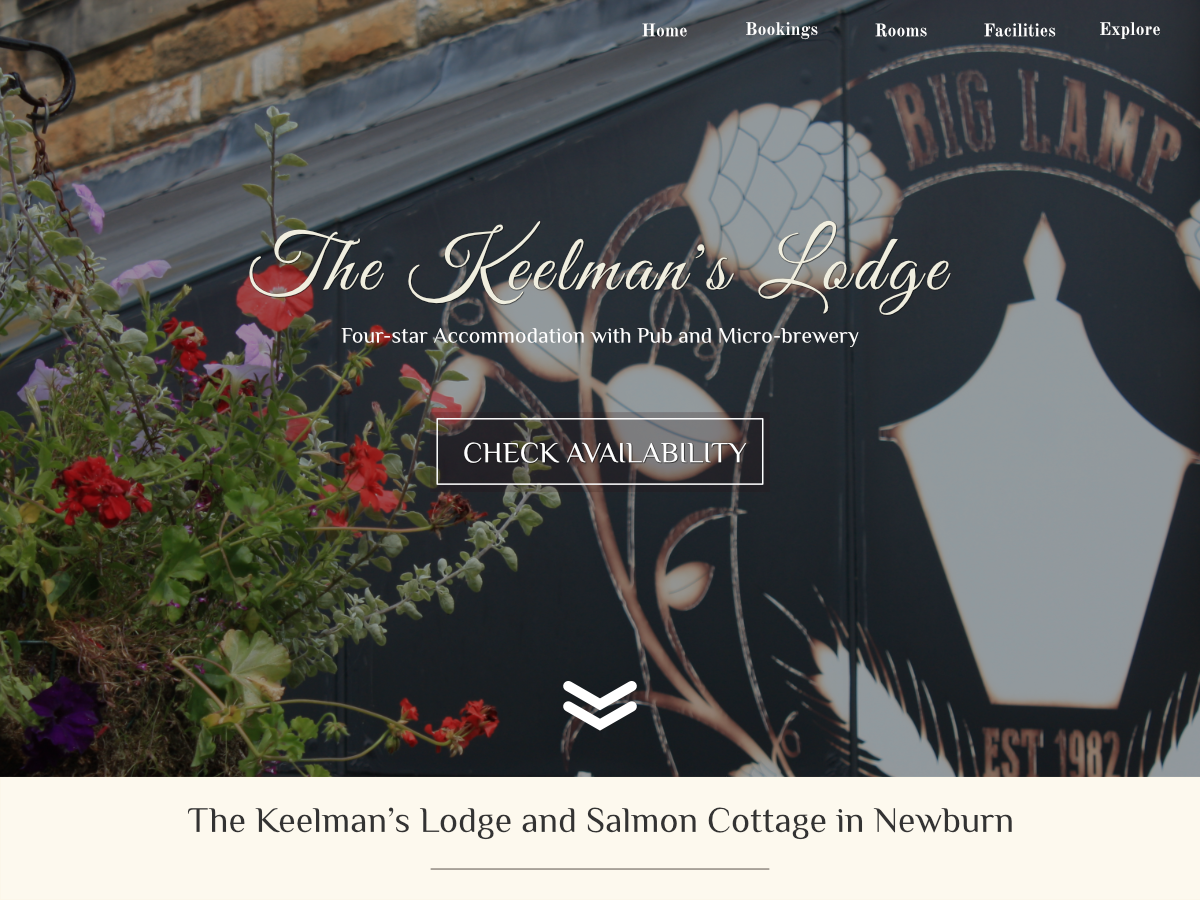 Home Bookings Rooms Facilities Explore
BIG LAMP
The Keelman's Lodge
Four-star Accommodation with Pub and Micro-brewery
CHECK AVAILABILITY
EST 1982
The Keelman's Lodge and Salmon Cottage in Newburn